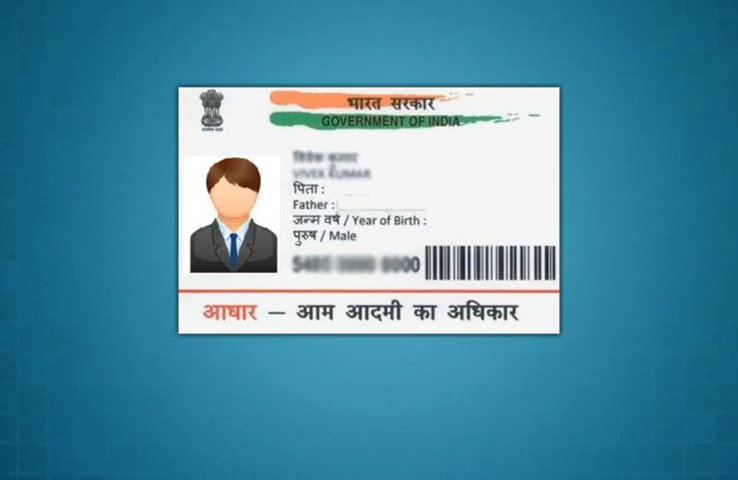 भारत सरकार
GOVERNMENT OF INDIA
पिता :
Father :
जन्म वर्ष / Year of Birth :
पुरुष / Male
आधार — आम आदमी का अधिकार